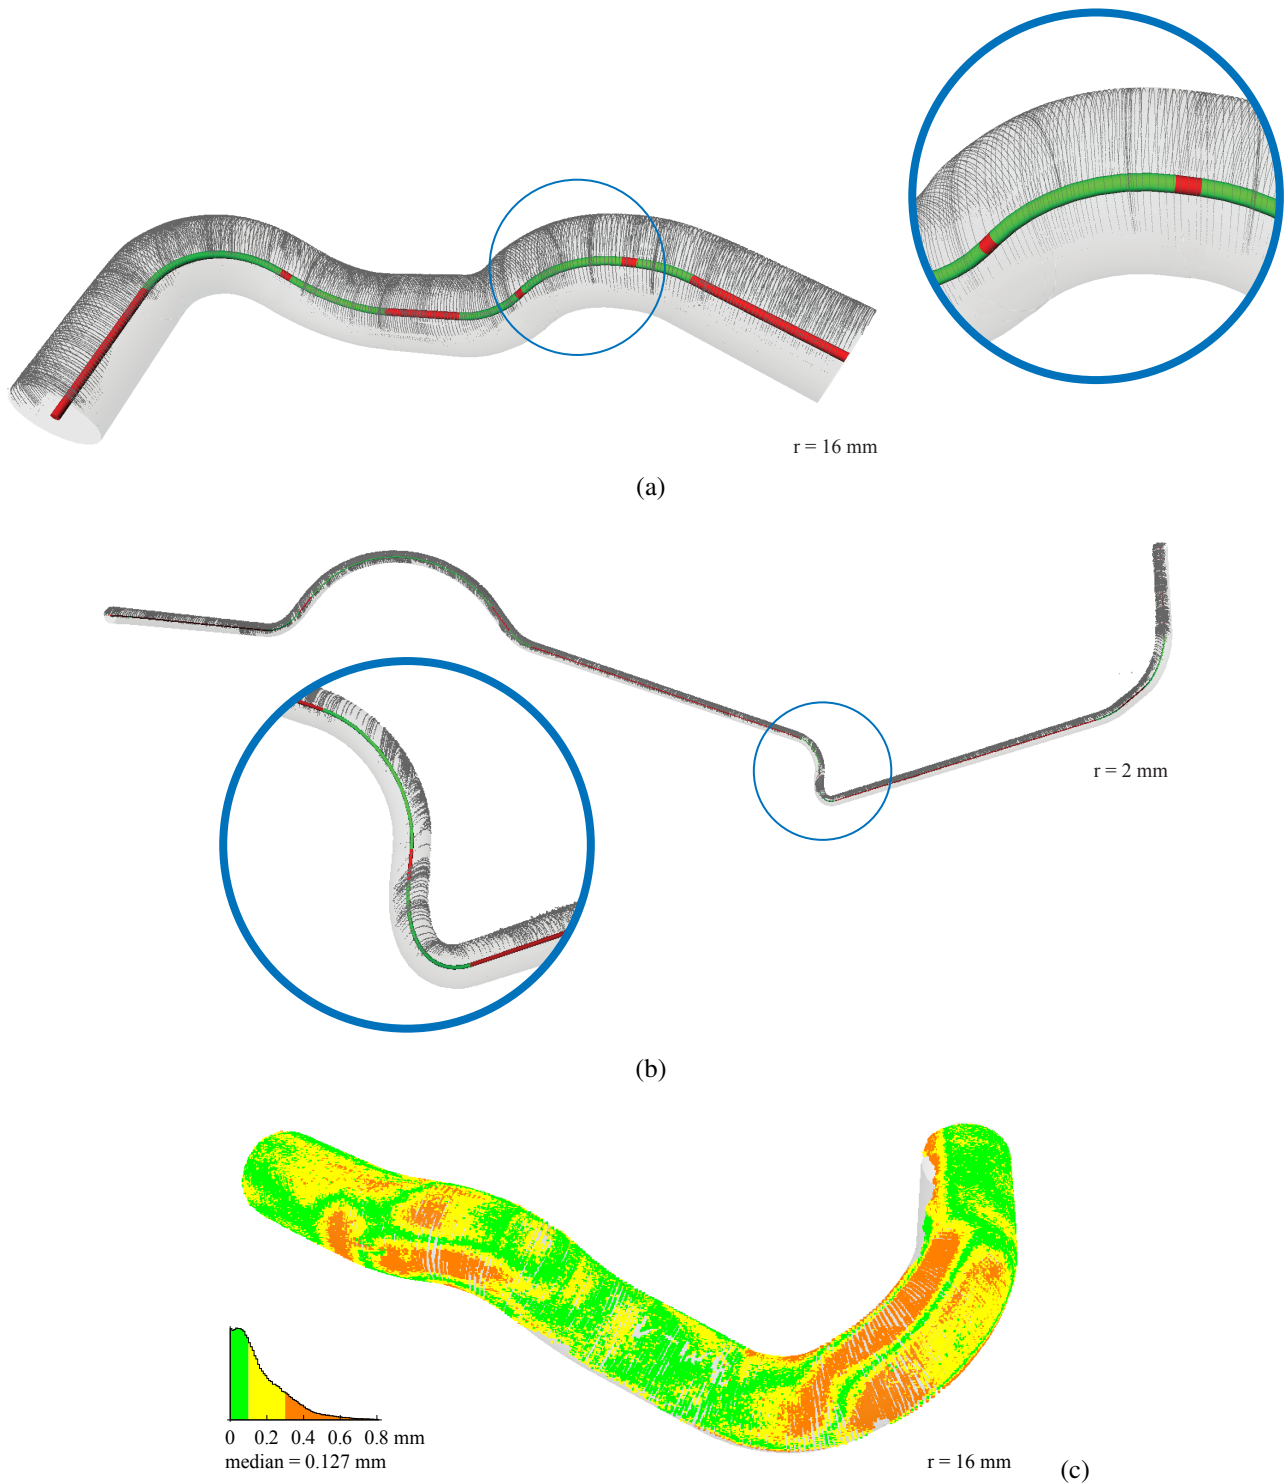 r = 16 mm
(a)
r = 2 mm
(b)
0 0.2 0.4 0.6 0.8 mm
median = 0.127 mm
r = 16 mm
(c)